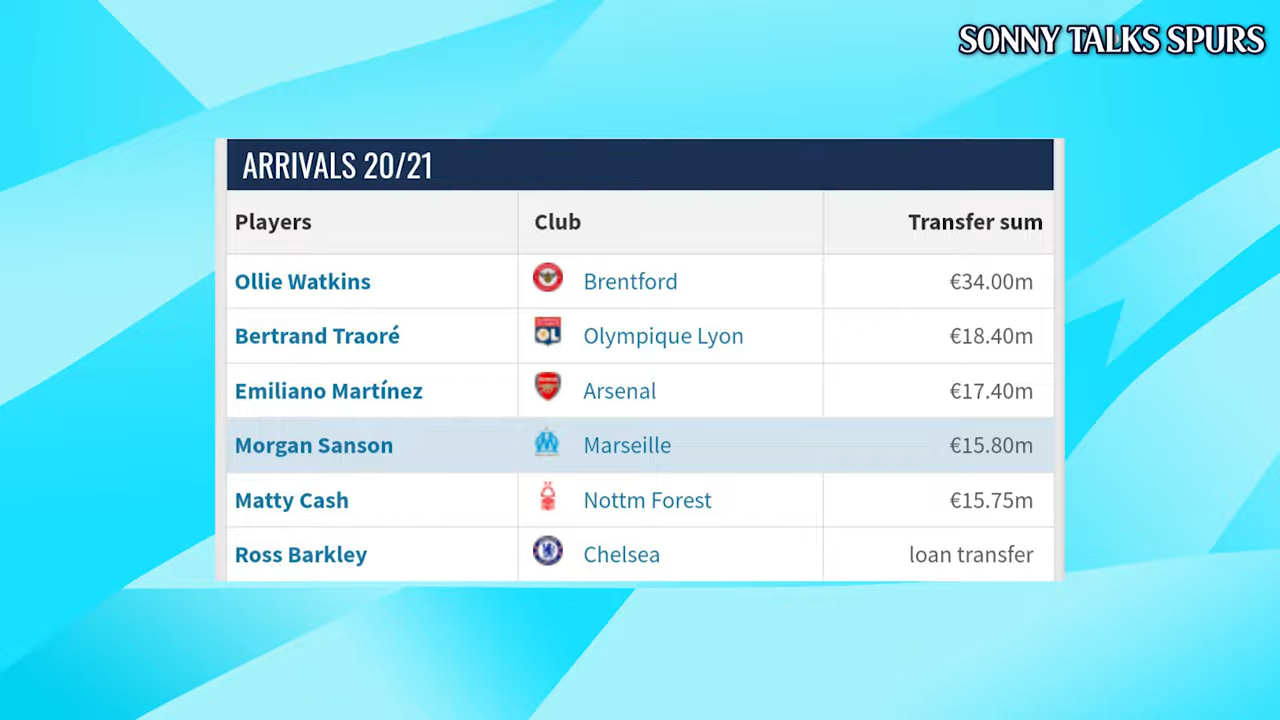 SONNY TALKS SPURS
ARRIVALS 20/21
Players Club Transfer sum
Ollie Watkins Brentford €34.00m
Bertrand Traoré Olympique Lyon €18.40m
Emiliano Martínez Arsenal €17.40m
Morgan Sanson Marseille €15.80m
Matty Cash Nottm Forest €15.75m
Ross Barkley Chelsea loan transfer